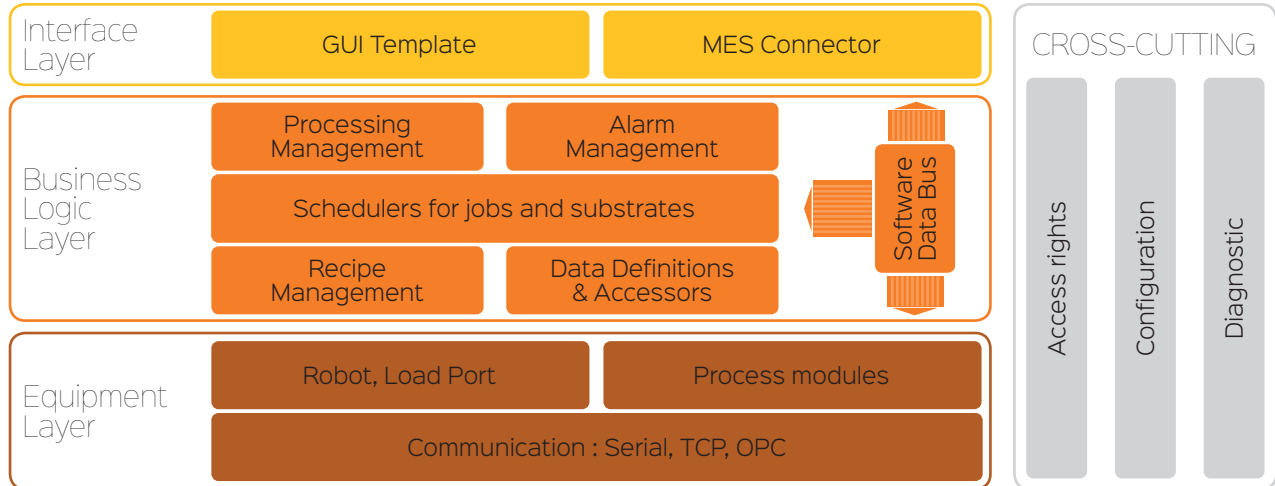 Interface
Layer
GUI Template
MES Connector
Business
Logic
Layer
Processing
Management
Alarm
Management
Schedulers for jobs and substrates
Recipe
Management
Data Definitions
& Accessors
Software
Data Bus
Equipment
Layer
Robot, Load Port
Process modules
Communication : Serial, TCP, OPC
CROSS-CUTTING
Access rights
Configuration
Diagnostic